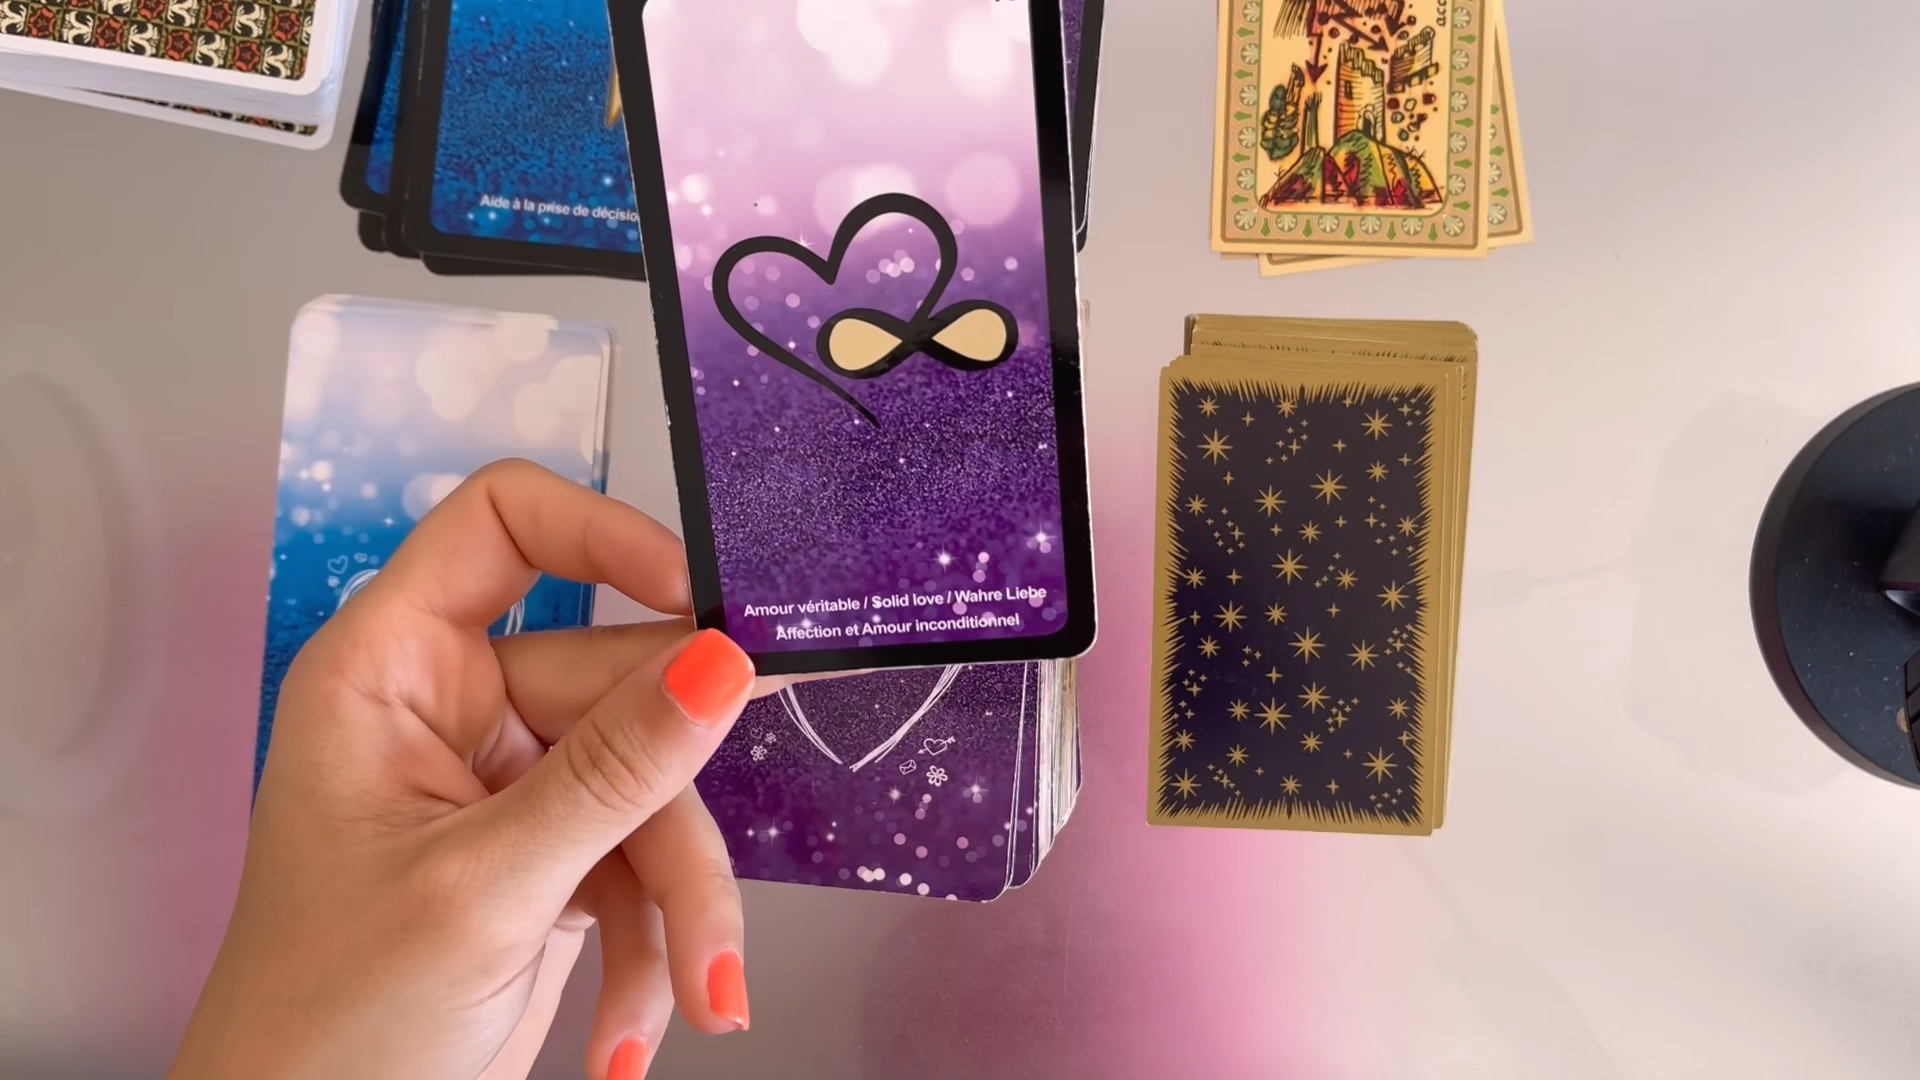 Aide à la prise de décisio
Amour véritable / Solid love / Wahre Liebe
Affection et Amour inconditionnel